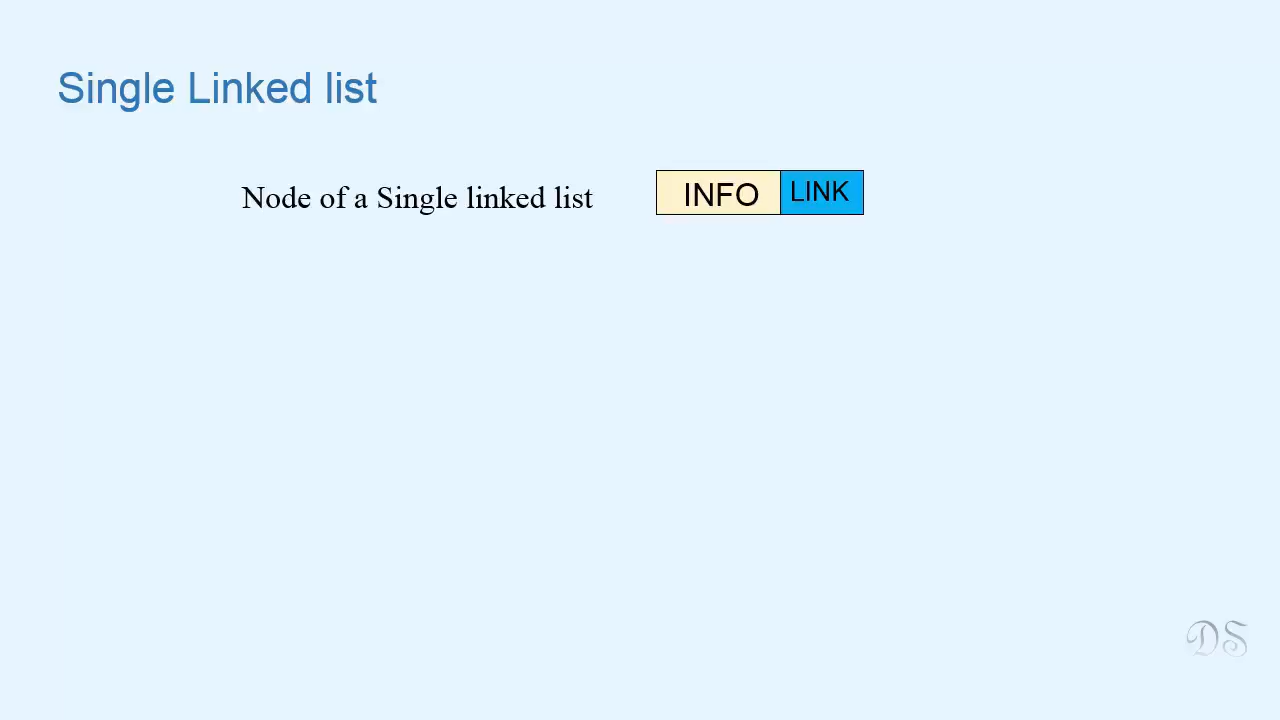 Single Linked list
Node of a Single linked list
INFO
LINK
DS